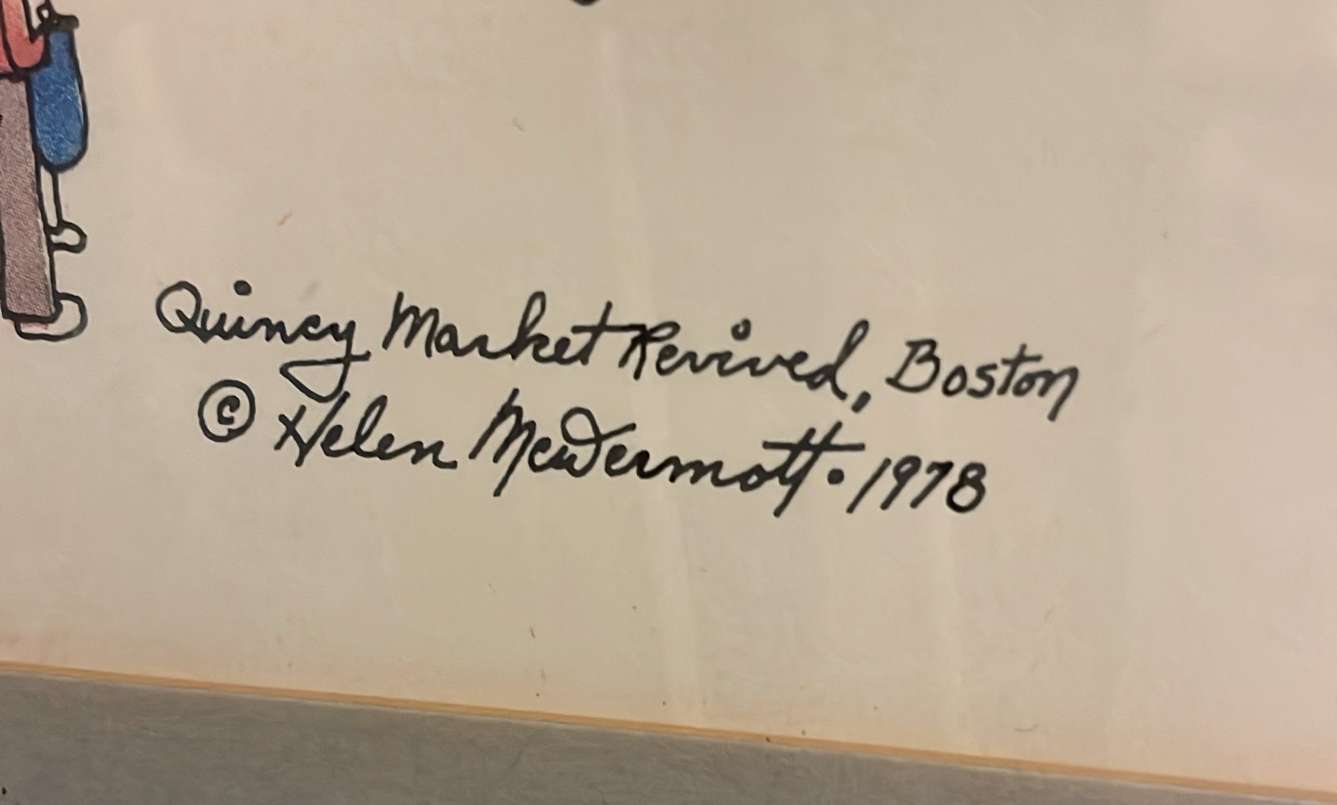 Quincy Market Revived, Boston
© Helen McDermott · 1978